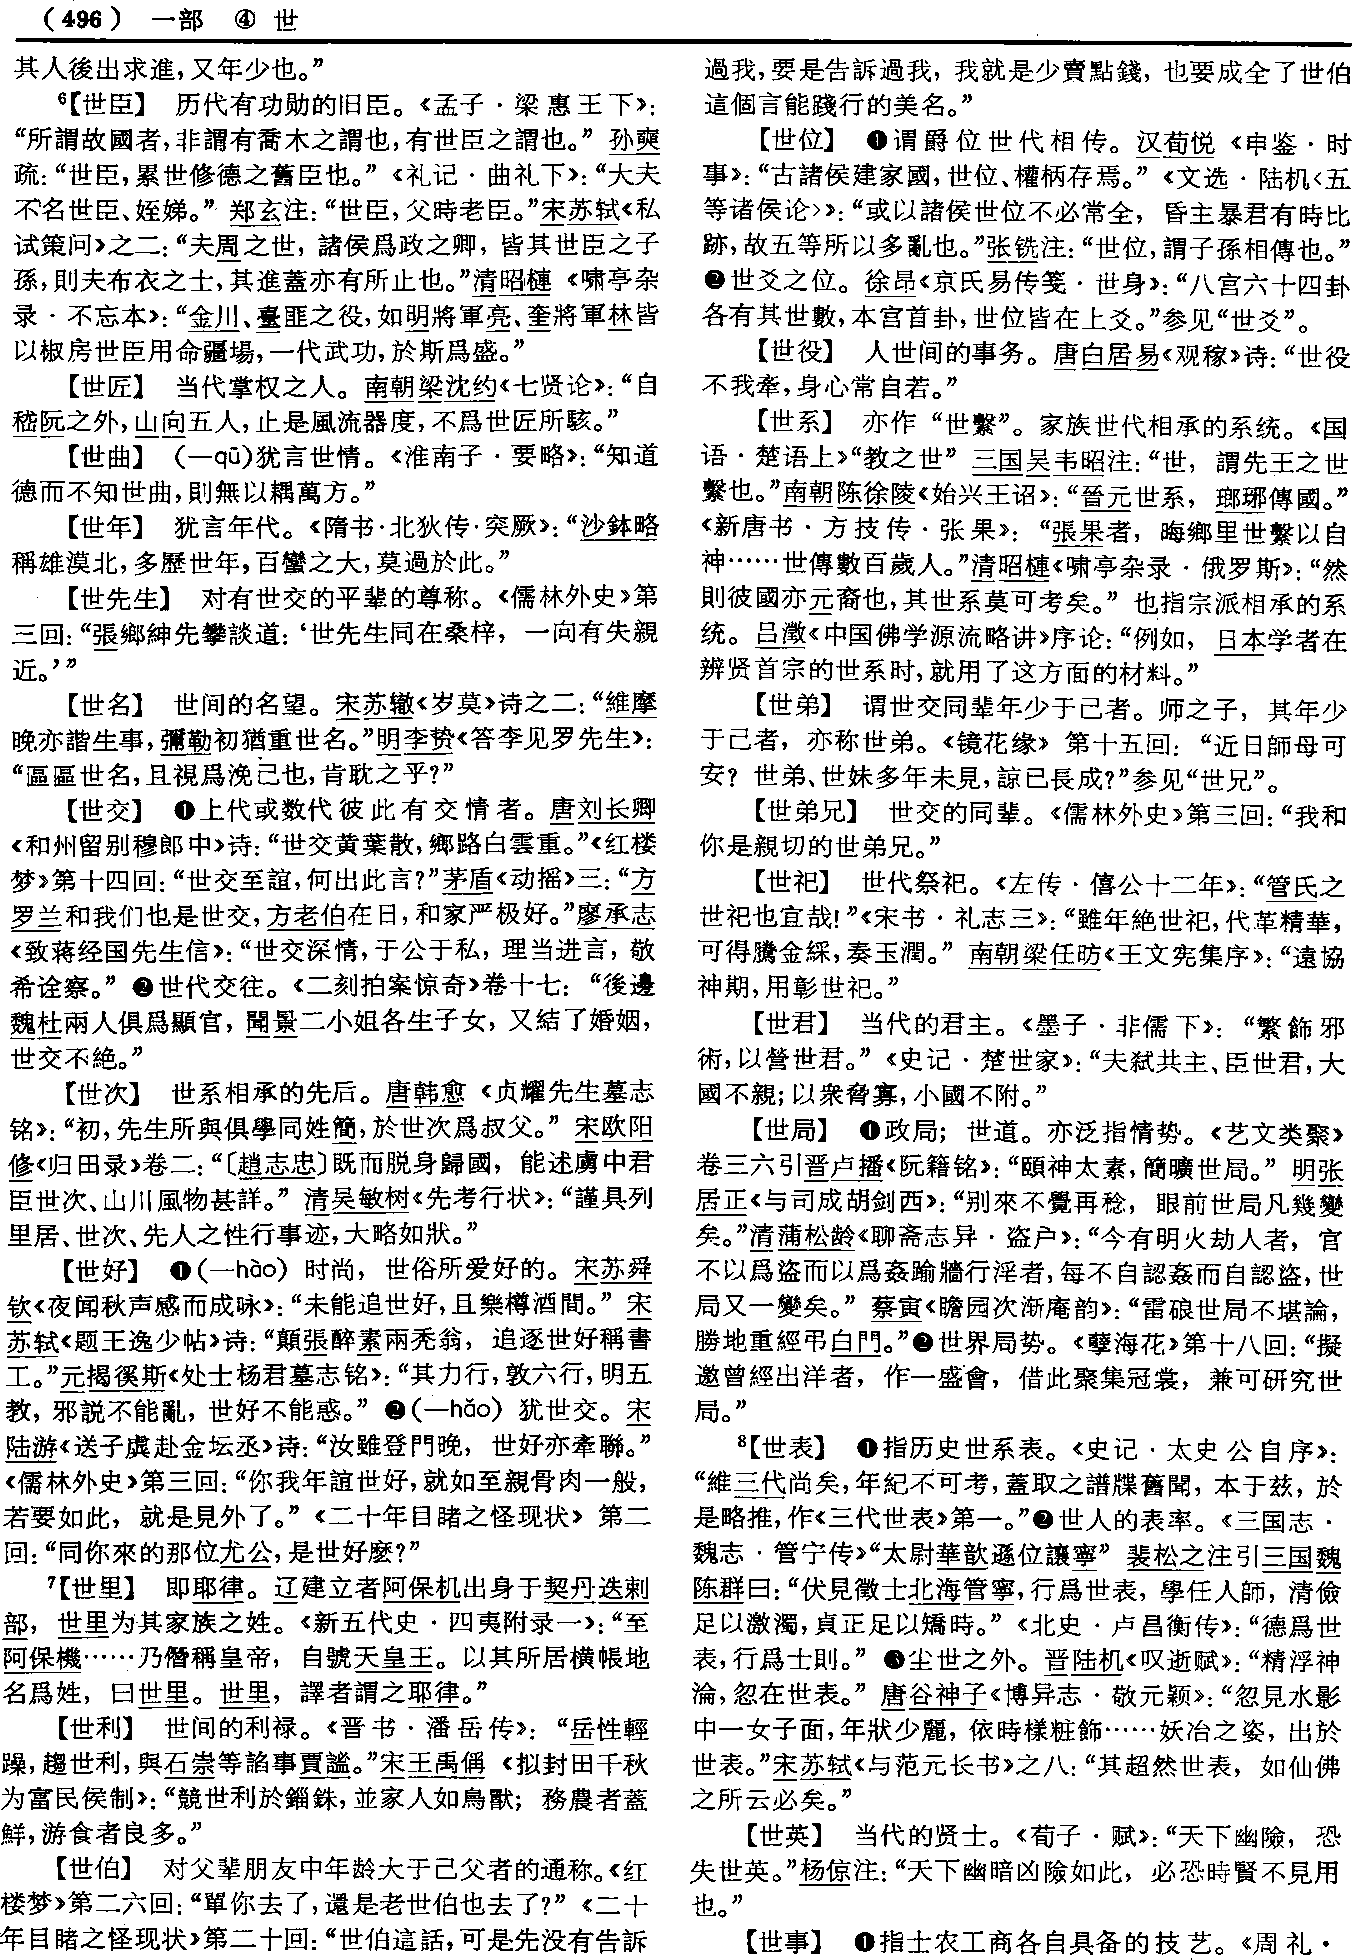 （496） 一部 ④ 世
其人後出求進，又年少也。”
⁶【世臣】 历代有功勋的旧臣。《孟子·梁惠王下》：
“所謂故國者，非謂有喬木之謂也，有世臣之謂也。” 孙奭
疏：“世臣，累世修德之舊臣也。”《礼记·曲礼下》：“大夫
不名世臣、姪娣。”郑玄注：“世臣，父時老臣。”宋苏轼《私
试策问》之二：“夫周之世，諸侯爲政之卿，皆其世臣之子
孫，則夫布衣之士，其進蓋亦有所止也。”清昭梿《啸亭杂
录·不忘本》：“金川、臺匪之役，如明將軍亮、奎將軍林皆
以椒房世臣用命疆場，一代武功，於斯爲盛。”
【世匠】 当代掌权之人。南朝梁沈约《七贤论》：“自
嵇阮之外，山向五人，止是風流器度，不爲世匠所駭。”
【世曲】 （—qū）犹言世情。《淮南子·要略》：“知道
德而不知世曲，則無以耦萬方。”
【世年】 犹言年代。《隋书·北狄传·突厥》：“沙鉢略
稱雄漠北，多歷世年，百蠻之大，莫過於此。”
【世先生】 对有世交的平辈的尊称。《儒林外史》第
三回：“張鄉紳先攀談道：‘世先生同在桑梓，一向有失親
近。’”
【世名】 世间的名望。宋苏辙《岁莫》诗之二：“維摩
晚亦諧生事，彌勒初猶重世名。”明李贽《答李见罗先生》：
“區區世名，且視爲浼己也，肯耽之乎？”
【世交】 ❶上代或数代彼此有交情者。唐刘长卿
《和州留别穆郎中》诗：“世交黄葉散，鄉路白雲重。”《红楼
梦》第十四回：“世交至誼，何出此言？”茅盾《动摇》三：“方
罗兰和我们也是世交，方老伯在日，和家严极好。”廖承志
《致蒋经国先生信》：“世交深情，于公于私，理当进言，敬
希诠察。”❷世代交往。《二刻拍案惊奇》卷十七：“後邊
魏杜兩人俱爲顯官，聞景二小姐各生子女，又結了婚姻，
世交不絶。”
【世次】 世系相承的先后。唐韩愈《贞耀先生墓志
铭》：“初，先生所與俱學同姓簡，於世次爲叔父。” 宋欧阳
修《归田录》卷二：“〔趙志忠〕既而脱身歸國，能述虜中君
臣世次、山川風物甚詳。” 清吴敏树《先考行状》：“謹具列
里居、世次、先人之性行事迹，大略如狀。”
【世好】 ❶（—hào）时尚，世俗所爱好的。宋苏舜
钦《夜闻秋声感而成咏》：“未能追世好，且樂樽酒間。” 宋
苏轼《题王逸少帖》诗：“顛張醉素兩禿翁，追逐世好稱書
工。”元揭傒斯《处士杨君墓志铭》：“其力行，敦六行，明五
教，邪説不能亂，世好不能惑。” ❷（—hǎo）犹世交。宋
陆游《送子虡赴金坛丞》诗：“汝雖登門晚，世好亦牽聯。”
《儒林外史》第三回：“你我年誼世好，就如至親骨肉一般，
若要如此，就是見外了。”《二十年目睹之怪现状》第二
回：“同你來的那位尤公，是世好麽？”
⁷【世里】 即耶律。辽建立者阿保机出身于契丹迭剌
部，世里为其家族之姓。《新五代史·四夷附录一》：“至
阿保機……乃僭稱皇帝，自號天皇王。以其所居横帳地
名爲姓，曰世里。世里，譯者謂之耶律。”
【世利】 世间的利禄。《晋书·潘岳传》：“岳性輕
躁，趨世利，與石崇等諂事賈謐。”宋王禹偁《拟封田千秋
为富民侯制》：“競世利於錙銖，並家人如鳥獸；務農者蓋
鮮，游食者良多。”
【世伯】 对父辈朋友中年龄大于己父者的通称。《红
楼梦》第二六回：“單你去了，還是老世伯也去了？”《二十
年目睹之怪现状》第二十回：“世伯這話，可是先没有告訴
過我，要是告訴過我，我就是少賣點錢，也要成全了世伯
這個言能踐行的美名。”
【世位】 ❶谓爵位世代相传。汉荀悦《申鉴·时
事》：“古諸侯建家國，世位、權柄存焉。”《文选·陆机〈五
等诸侯论〉》：“或以諸侯世位不必常全，昏主暴君有時比
跡，故五等所以多亂也。”张铣注：“世位，謂子孫相傳也。”
❷世爻之位。徐昂《京氏易传笺·世身》：“八宫六十四卦
各有其世數，本宫首卦，世位皆在上爻。”参见“世爻”。
【世役】 人世间的事务。唐白居易《观稼》诗：“世役
不我牽，身心常自若。”
【世系】 亦作“世繫”。家族世代相承的系统。《国
语·楚语上》“教之世”三国吴韦昭注：“世，謂先王之世
繫也。”南朝陈徐陵《始兴王诏》：“晉元世系，瑯琊傳國。”
《新唐书·方技传·张果》：“張果者，晦鄉里世繫以自
神……世傳數百歲人。”清昭梿《啸亭杂录·俄罗斯》：“然
則彼國亦元裔也，其世系莫可考矣。” 也指宗派相承的系
统。吕澂《中国佛学源流略讲》序论：“例如，日本学者在
辨贤首宗的世系时，就用了这方面的材料。”
【世弟】 谓世交同辈年少于己者。师之子，其年少
于己者，亦称世弟。《镜花缘》第十五回：“近日師母可
安？世弟、世妹多年未見，諒已長成？”参见“世兄”。
【世弟兄】 世交的同辈。《儒林外史》第三回：“我和
你是親切的世弟兄。”
【世祀】 世代祭祀。《左传·僖公十二年》：“管氏之
世祀也宜哉！”《宋书·礼志三》：“雖年絶世祀，代革精華，
可得騰金綵，奏玉潤。” 南朝梁任昉《王文宪集序》：“遠協
神期，用彰世祀。”
【世君】 当代的君主。《墨子·非儒下》：“繁飾邪
術，以營世君。”《史记·楚世家》：“夫弑共主、臣世君，大
國不親；以衆脅寡，小國不附。”
【世局】 ❶政局；世道。亦泛指情势。《艺文类聚》
卷三六引晋卢播《阮籍铭》：“頤神太素，簡曠世局。” 明张
居正《与司成胡剑西》：“别來不覺再稔，眼前世局凡幾變
矣。”清蒲松龄《聊斋志异·盗户》：“今有明火劫人者，官
不以爲盜而以爲姦踰牆行淫者，每不自認姦而自認盜，世
局又一變矣。” 蔡寅《瞻园次渐庵韵》：“雷硠世局不堪論，
勝地重經弔白門。”❷世界局势。《孽海花》第十八回：“擬
邀曾經出洋者，作一盛會，借此聚集冠裳，兼可研究世
局。”
⁸【世表】 ❶指历史世系表。《史记·太史公自序》：
“維三代尚矣，年紀不可考，蓋取之譜牒舊聞，本于兹，於
是略推，作《三代世表》第一。”❷世人的表率。《三国志·
魏志·管宁传》“太尉華歆遜位讓寧”裴松之注引三国魏
陈群曰：“伏見徵士北海管寧，行爲世表，學任人師，清儉
足以激濁，貞正足以矯時。”《北史·卢昌衡传》：“德爲世
表，行爲士則。” ❸尘世之外。晋陆机《叹逝赋》：“精浮神
淪，忽在世表。” 唐谷神子《博异志·敬元颖》：“忽見水影
中一女子面，年狀少麗，依時樣粧飾……妖冶之姿，出於
世表。”宋苏轼《与范元长书》之八：“其超然世表，如仙佛
之所云必矣。”
【世英】 当代的贤士。《荀子·赋》：“天下幽險，恐
失世英。”杨倞注：“天下幽暗凶險如此，必恐時賢不見用
也。”
【世事】 ❶指士农工商各自具备的技艺。《周礼·